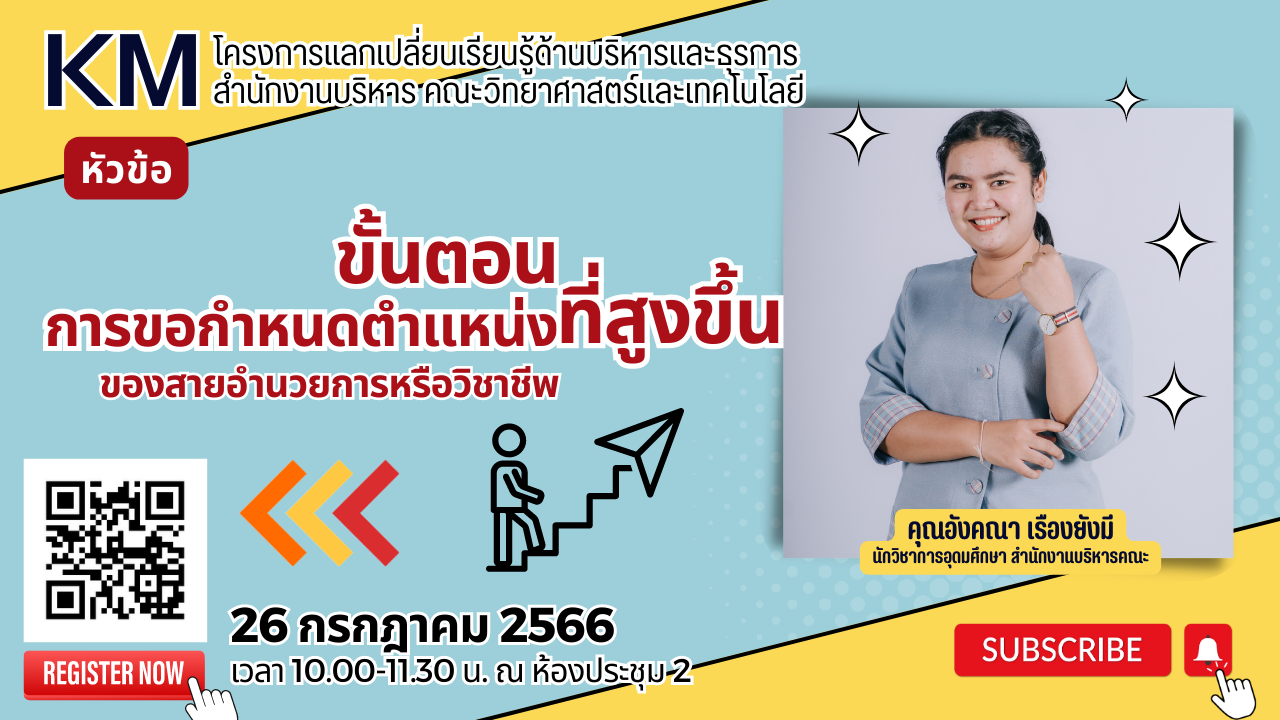 KM
โครงการแลกเปลี่ยนเรียนรู้ด้านบริหารและธุรการ
สำนักงานบริหาร คณะวิทยาศาสตร์และเทคโนโลยี
หัวข้อ
ขั้นตอน
การขอกำหนดตำแหน่งที่สูงขึ้น
ของสายอำนวยการหรือวิชาชีพ
คุณอังคณา เรืองยังมี
นักวิชาการอุดมศึกษา สำนักงานบริหารคณะ
26 กรกฎาคม 2566
เวลา 10.00-11.30 น. ณ ห้องประชุม 2
REGISTER NOW
SUBSCRIBE